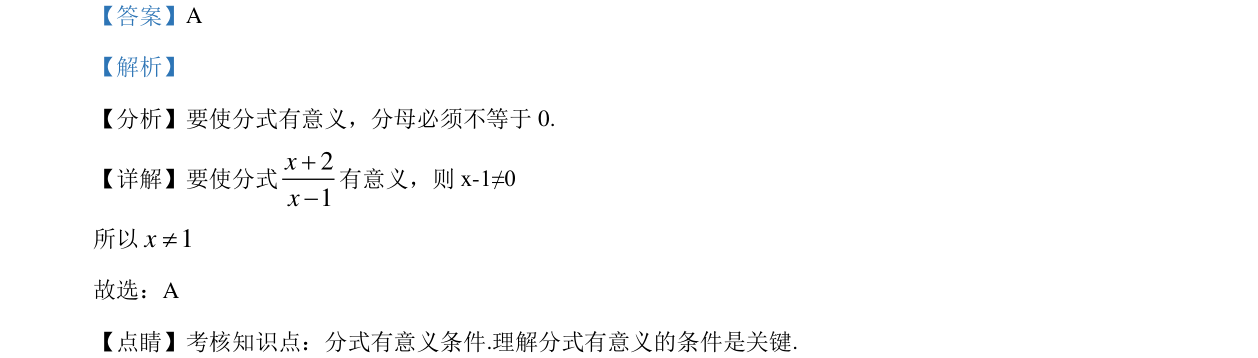 【答案】A
【解析】
【分析】要使分式有意义，分母必须不等于 0.
【详解】要使分式 \frac{x+2}{x-1} 有意义，则 x-1≠0
所以 x ≠ 1
故选：A
【点睛】考核知识点：分式有意义条件.理解分式有意义的条件是关键.